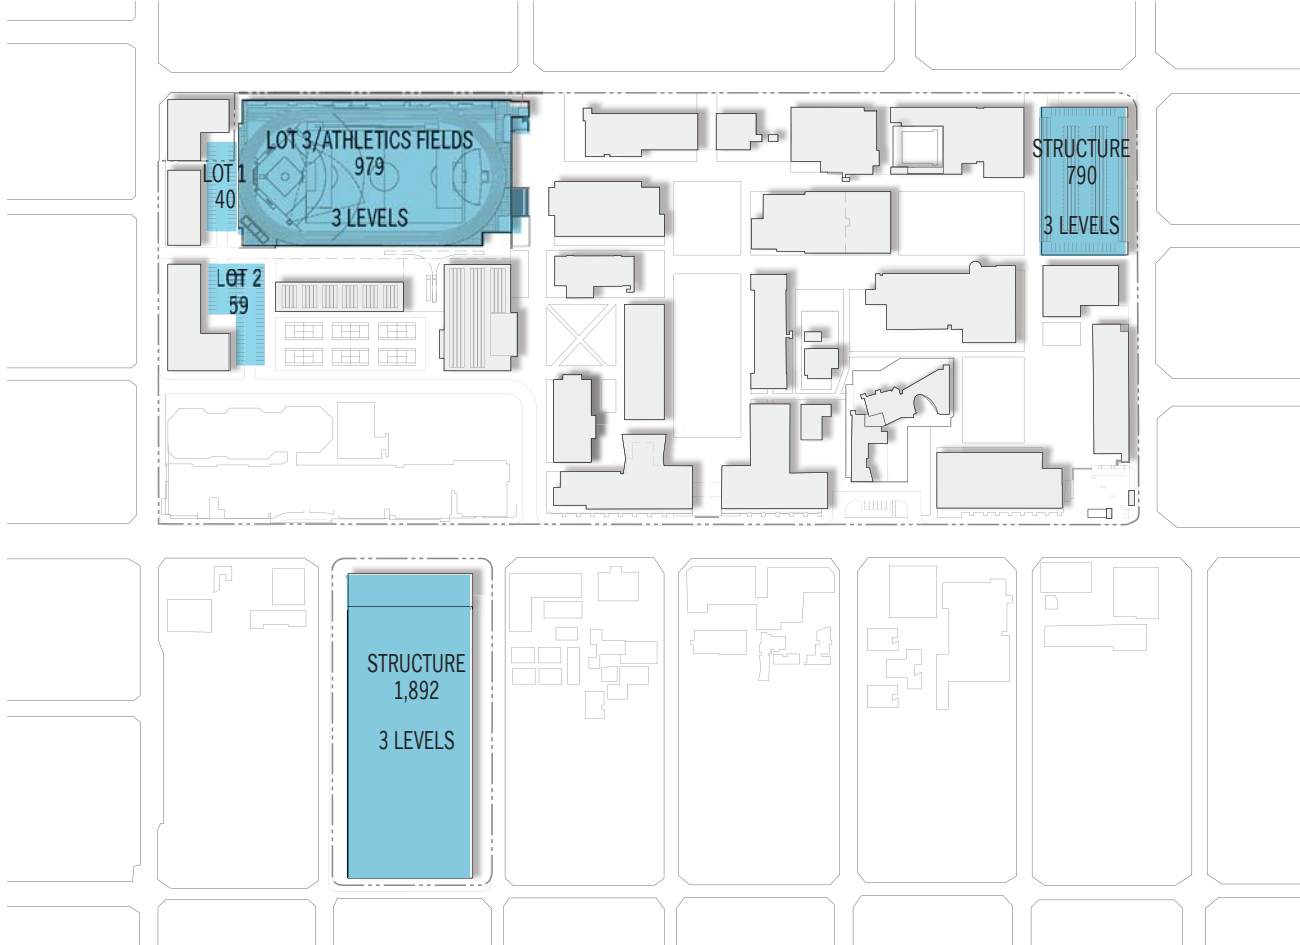 LOT 3/ATHLETICS FIELDS
979
3 LEVELS
LOT 1
40
STRUCTURE
790
3 LEVELS
LOT 2
59
STRUCTURE
1,892
3 LEVELS